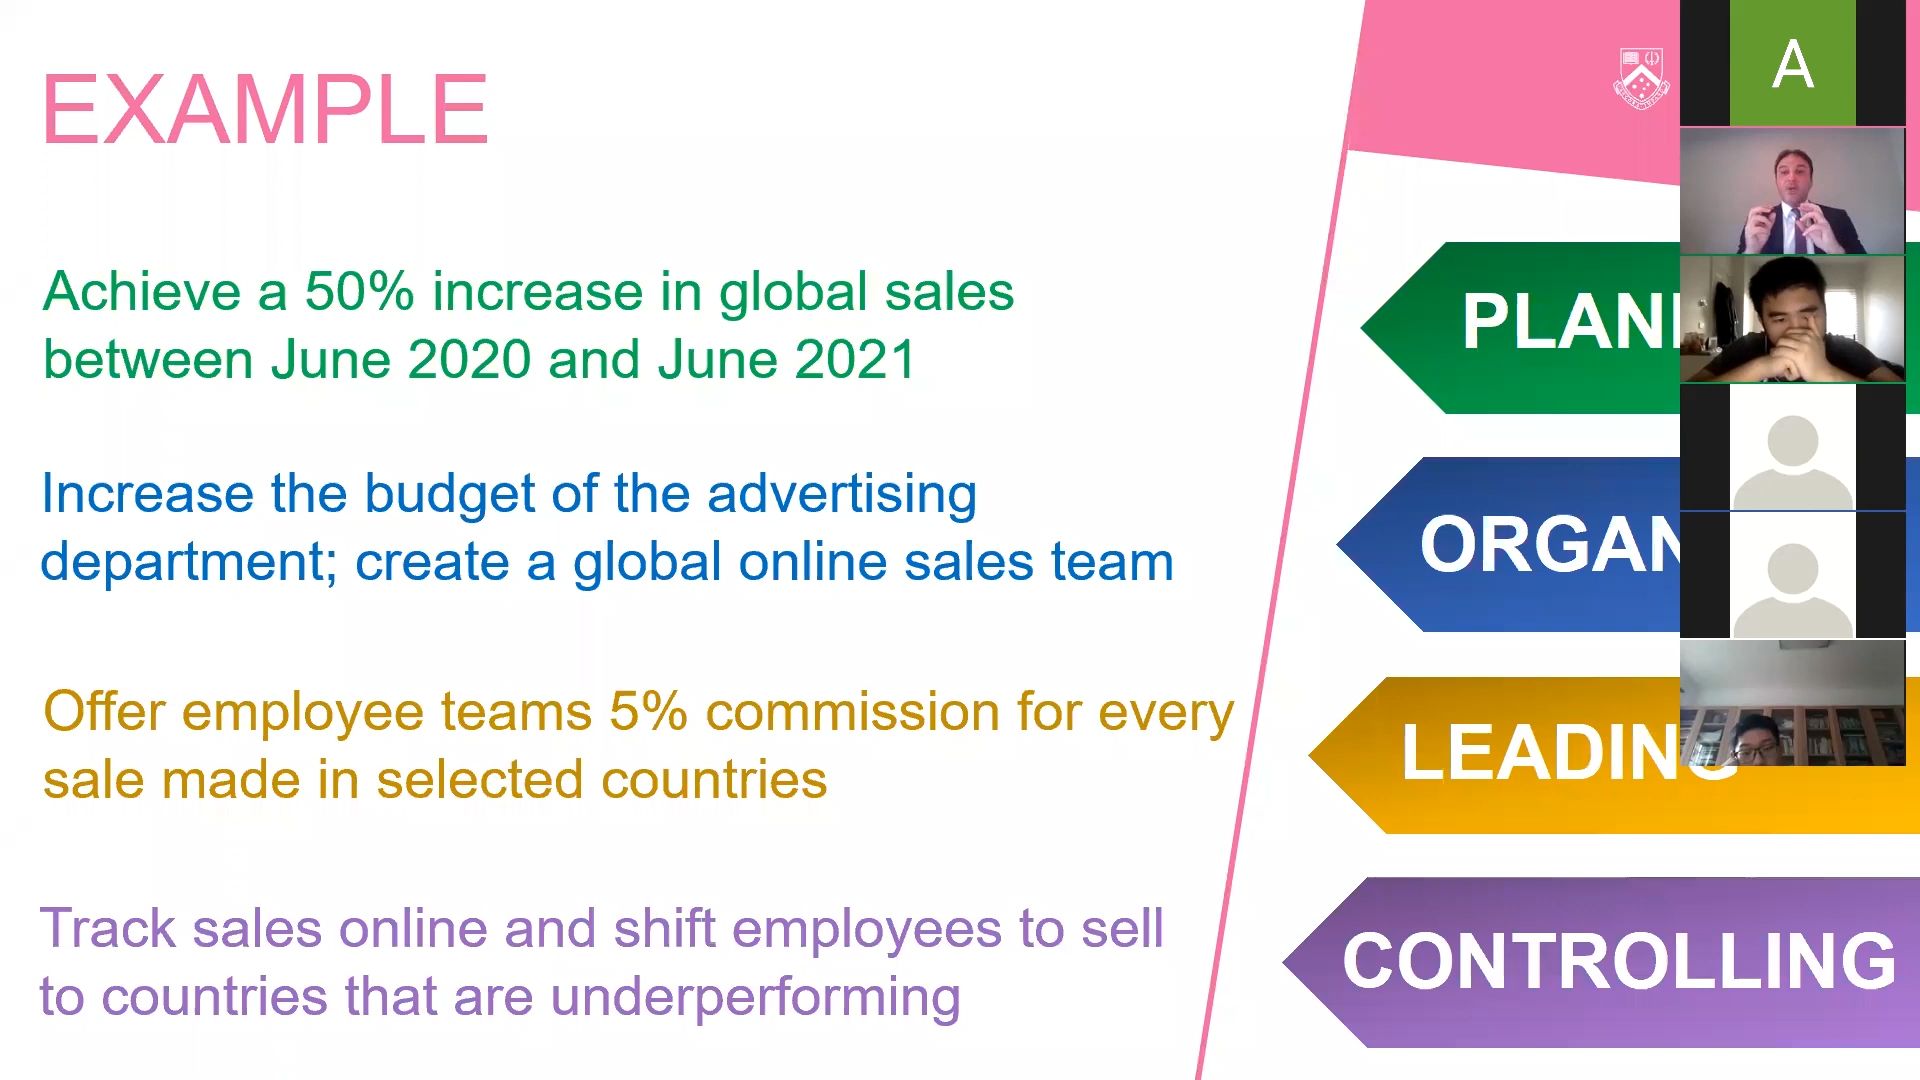 EXAMPLE
A
Achieve a 50% increase in global sales
between June 2020 and June 2021
Increase the budget of the advertising
department; create a global online sales team
Offer employee teams 5% commission for every
sale made in selected countries
LEADING
Track sales online and shift employees to sell
to countries that are underperforming
CONTROLLING